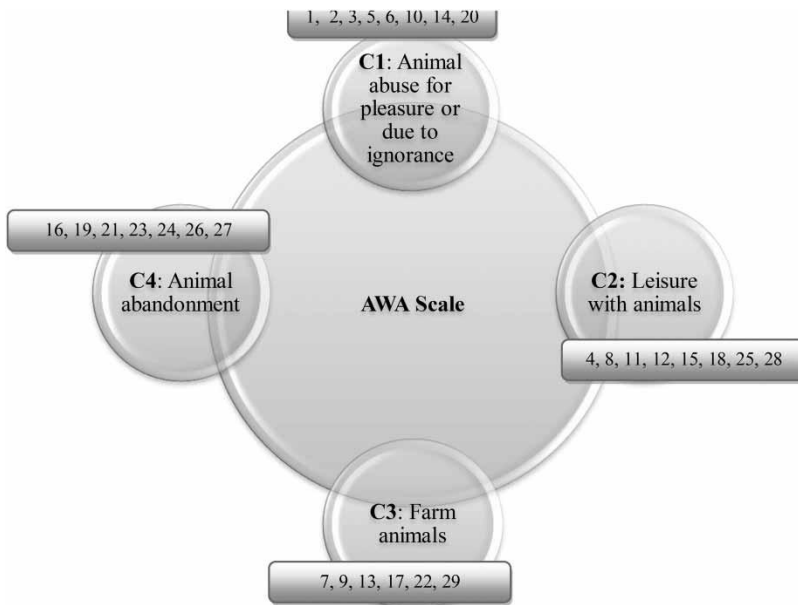 1, 2, 3, 5, 6, 10, 14, 20
C1: Animal
abuse for
pleasure or
due to
ignorance
16, 19, 21, 23, 24, 26, 27
C4: Animal
abandonment
AWA Scale
C2: Leisure
with animals
4, 8, 11, 12, 15, 18, 25, 28
C3: Farm
animals
7, 9, 13, 17, 22, 29